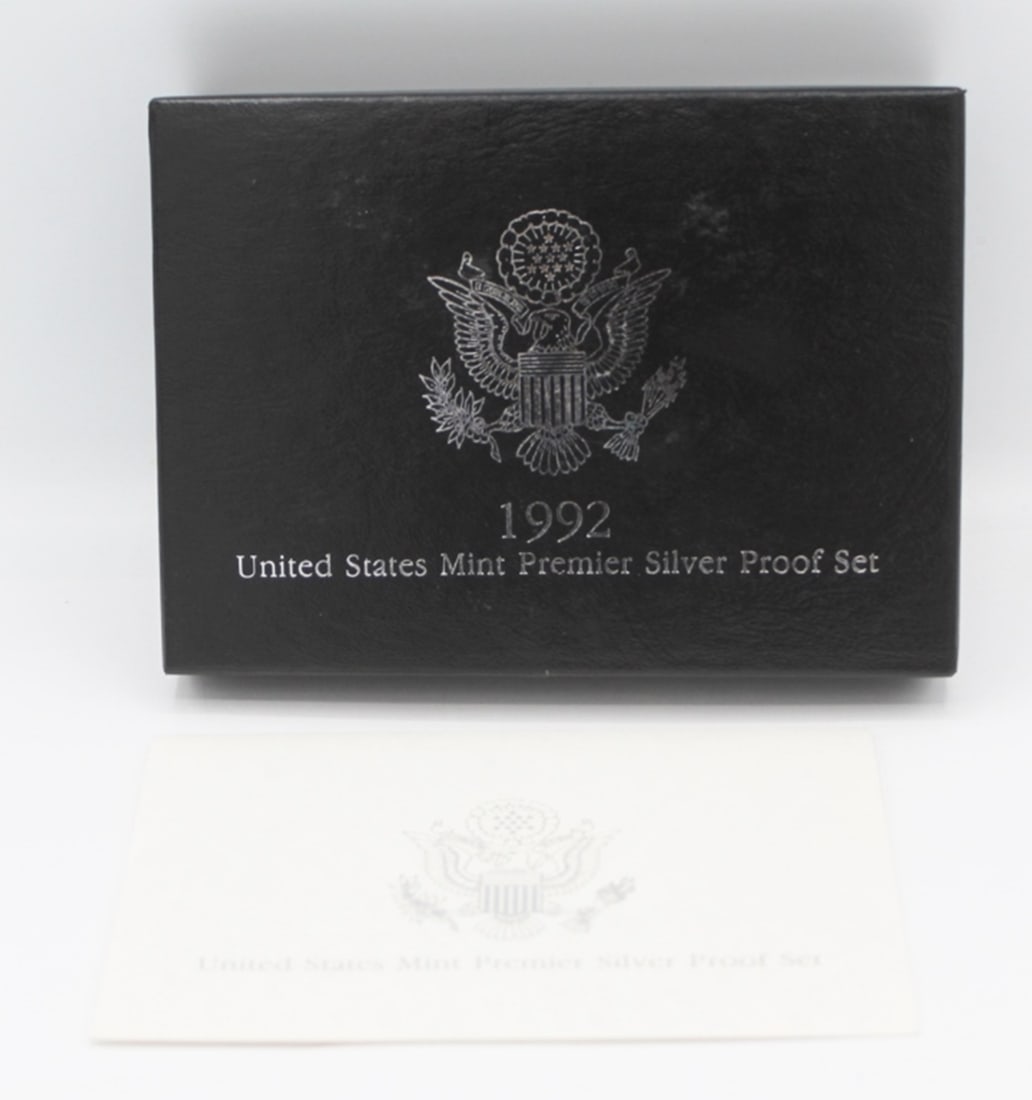 1992
United States Mint Premier Silver Proof Set
United States Mint Premier Silver Proof Set